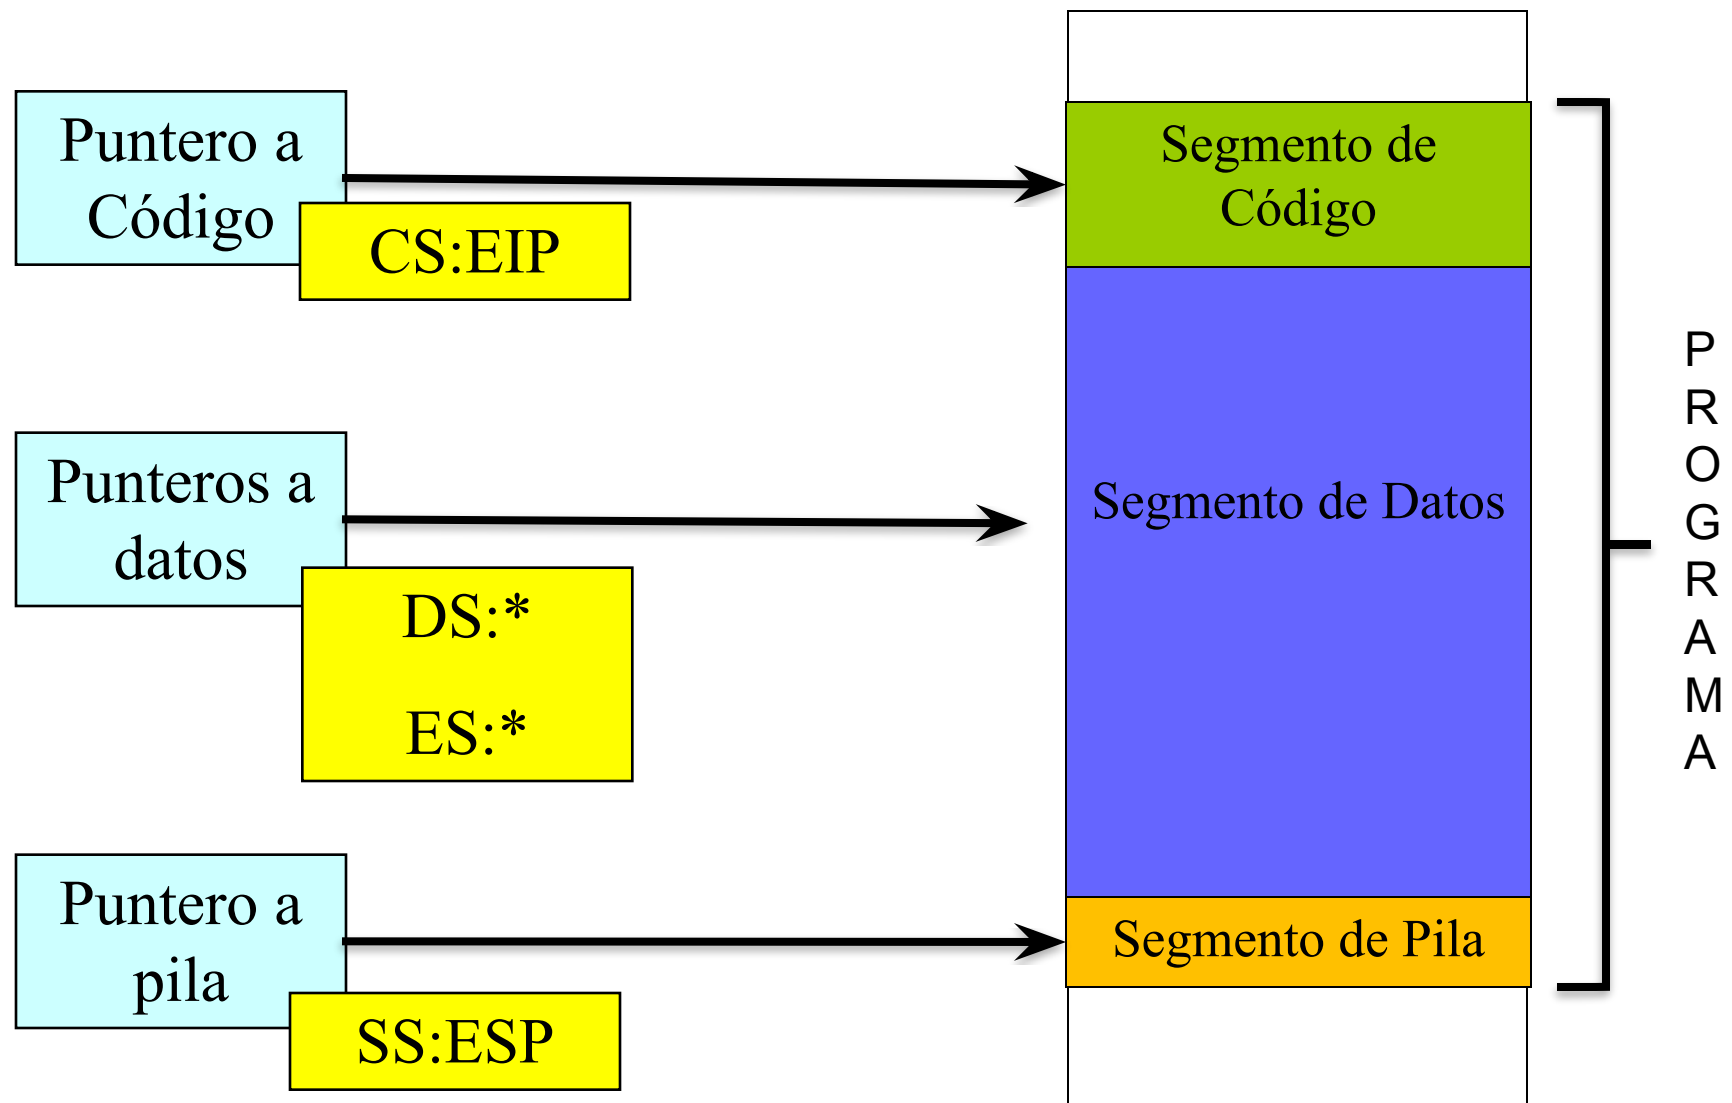 Puntero a
Código
CS:EIP
Punteros a
datos
DS:*
ES:*
Puntero a
pila
SS:ESP
Segmento de
Código
Segmento de Datos
Segmento de Pila
P
R
O
G
R
A
M
A